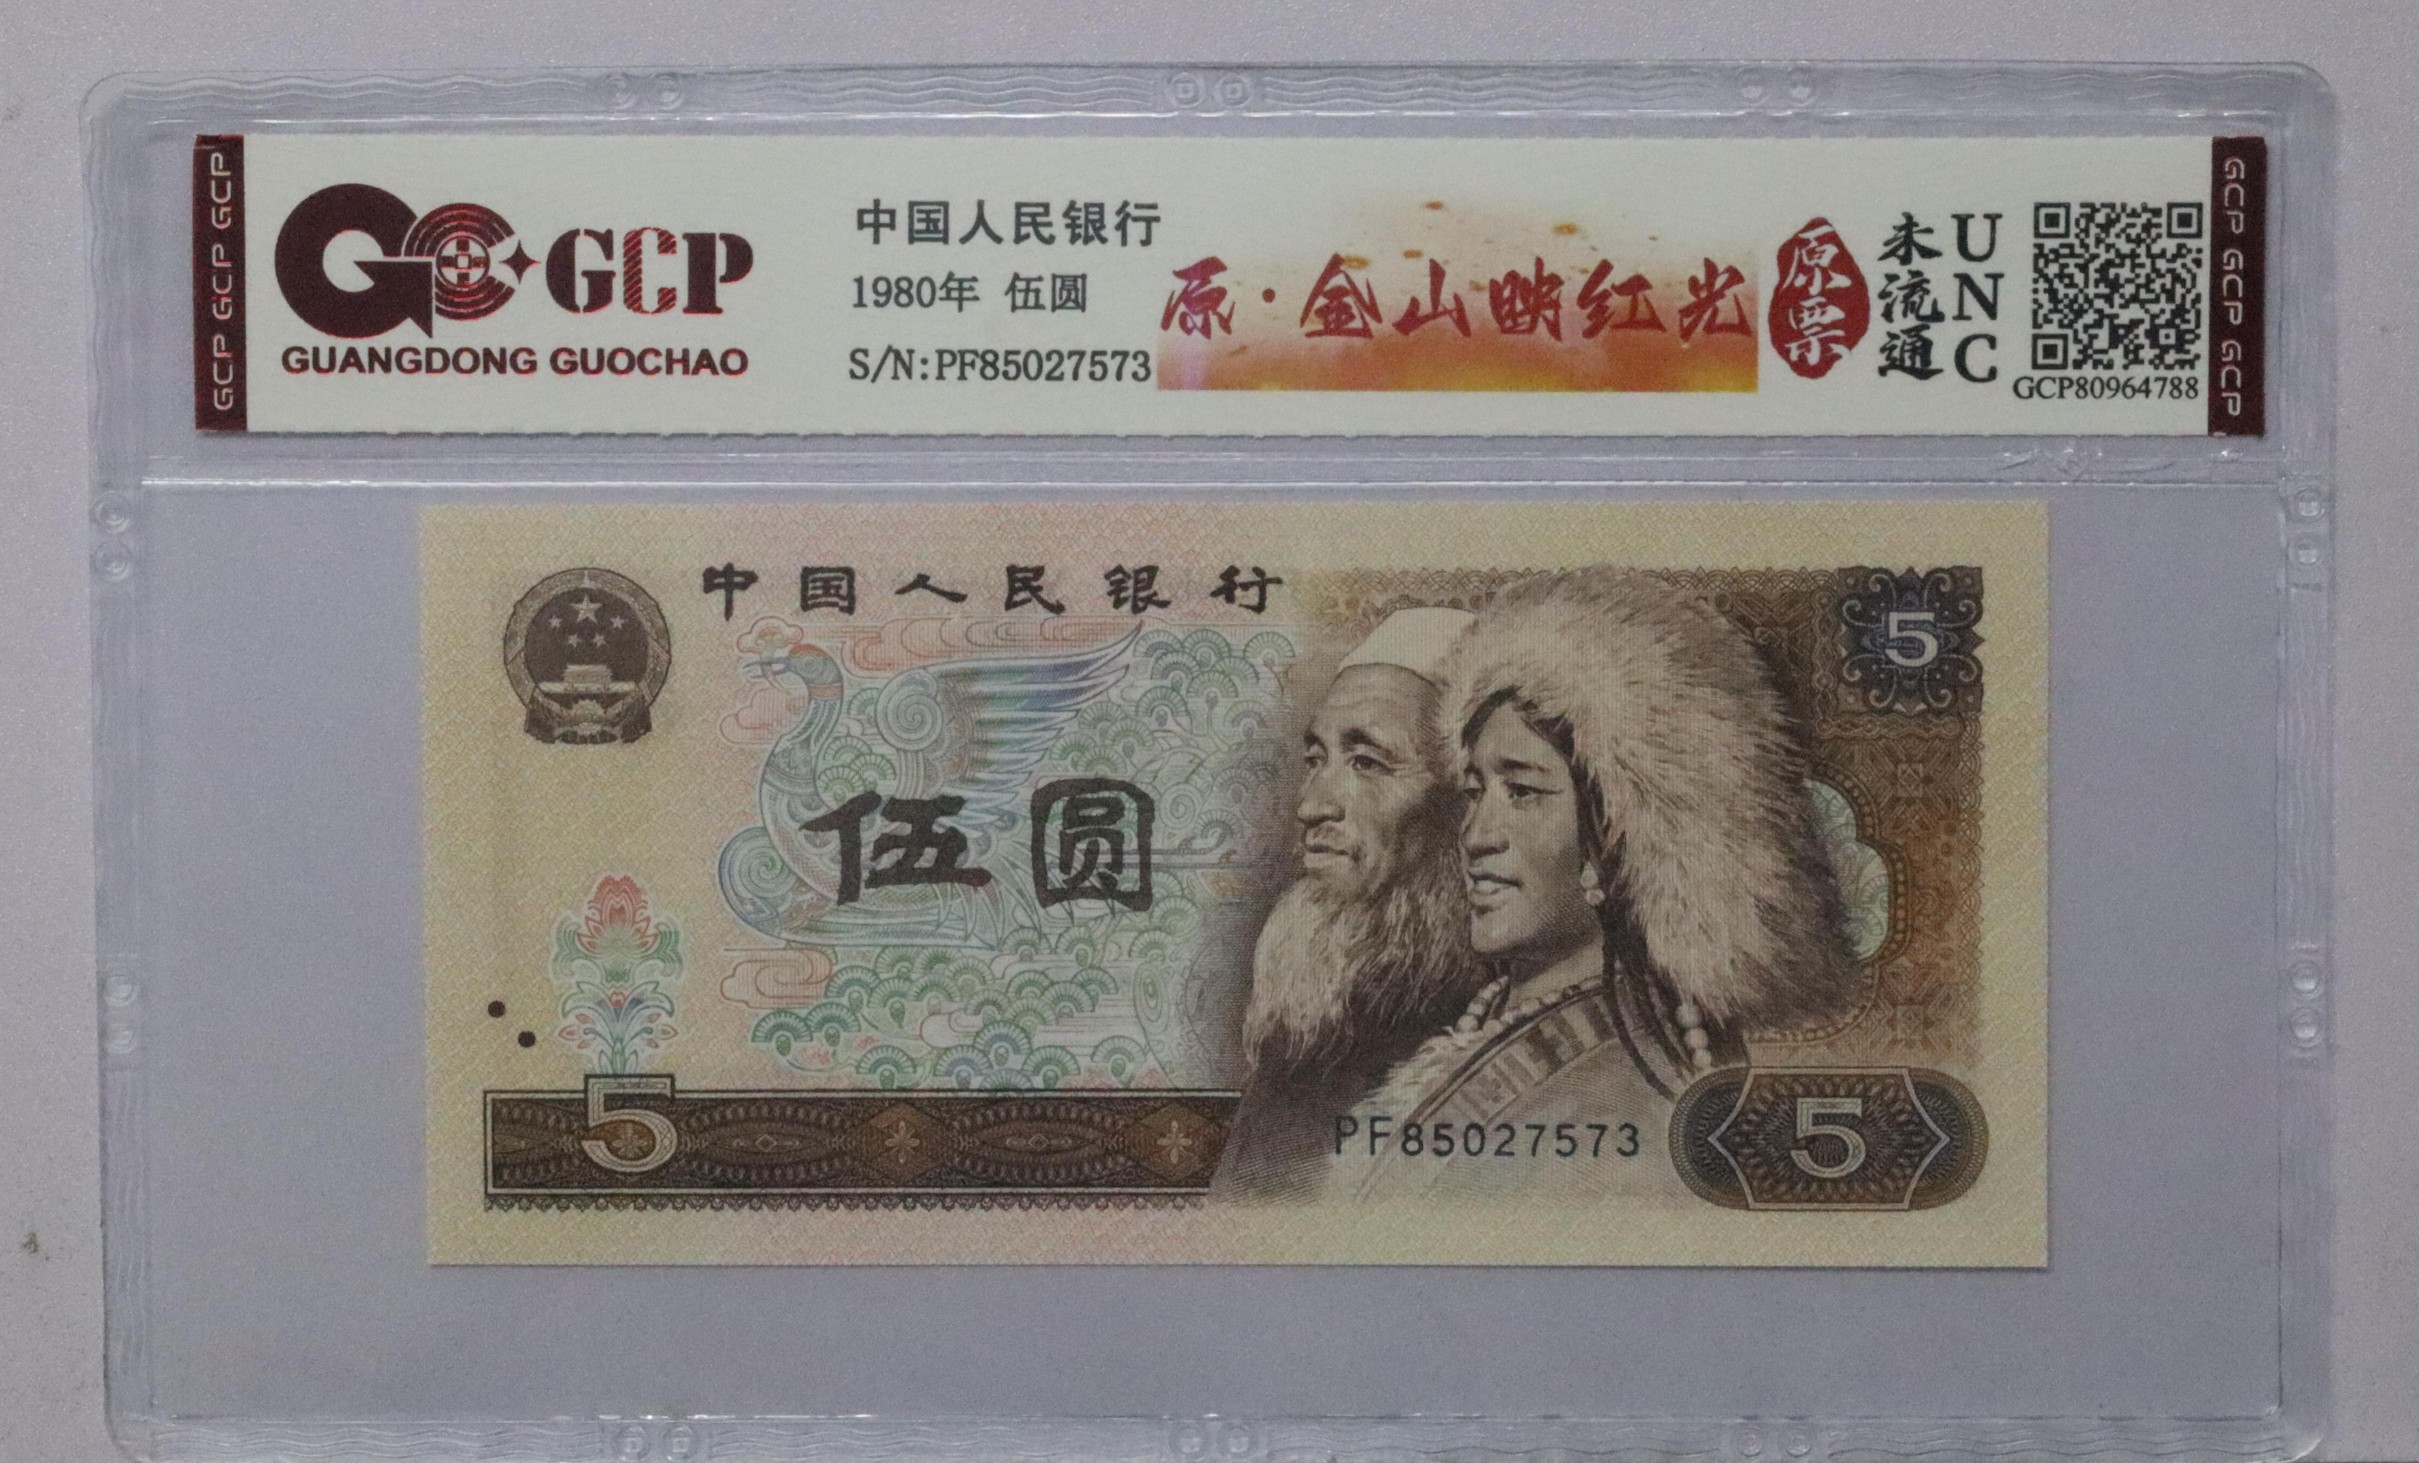 GCP GCP GCP
GCP
GUANGDONG GUOCHAO
中国人民银行
1980年 伍圆
S/N:PF85027573
原·金山映红光
原票
未流通
UNC
GCP80964788
GCP GCP GCP
中国人民银行
5
伍圆
5
PF85027573
5